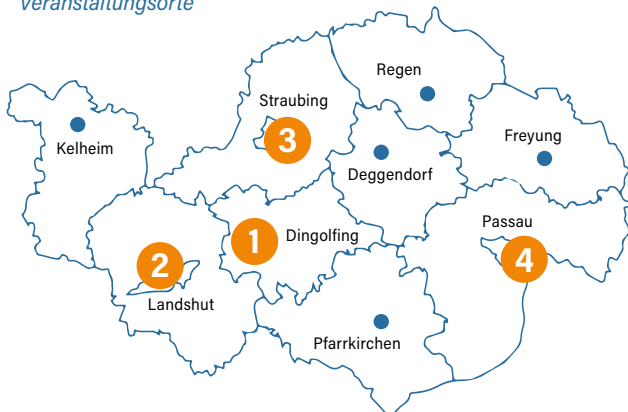 Veranstaltungsorte
Regen
Straubing
3
Kelheim
Freyung
Deggendorf
Passau
1
Dingolfing
2
4
Landshut
Pfarrkirchen